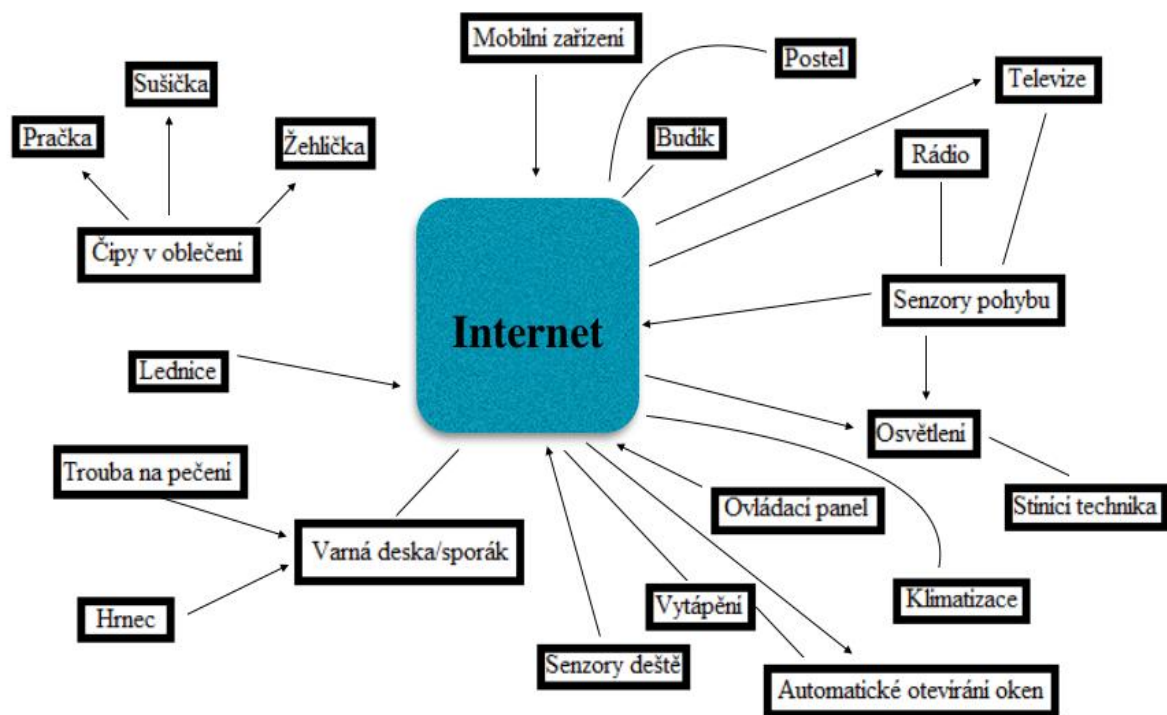 Mobilní zařízení
Postel
Televize
Sušička
Pračka
Žehlička
Budík
Rádio
Čipy v oblečení
Senzory pohybu
Internet
Lednice
Osvětlení
Trouba na pečení
Ovládací panel
Stínící technika
Varná deska/sporák
Klimatizace
Vytápění
Hrnec
Senzory deště
Automatické otevírání oken